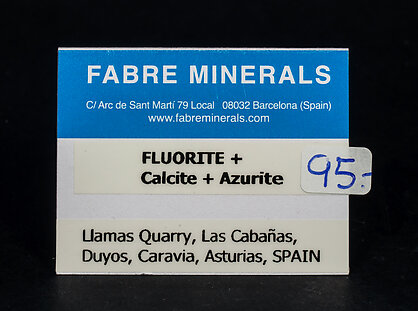 FABRE MINERALS
C/ Arc de Sant Martí 79 Local 08032 Barcelona (Spain)
www.fabreminerals.com
FLUORITE +
Calcite + Azurite
95.-
Llamas Quarry, Las Cabañas,
Duyos, Caravia, Asturias, SPAIN